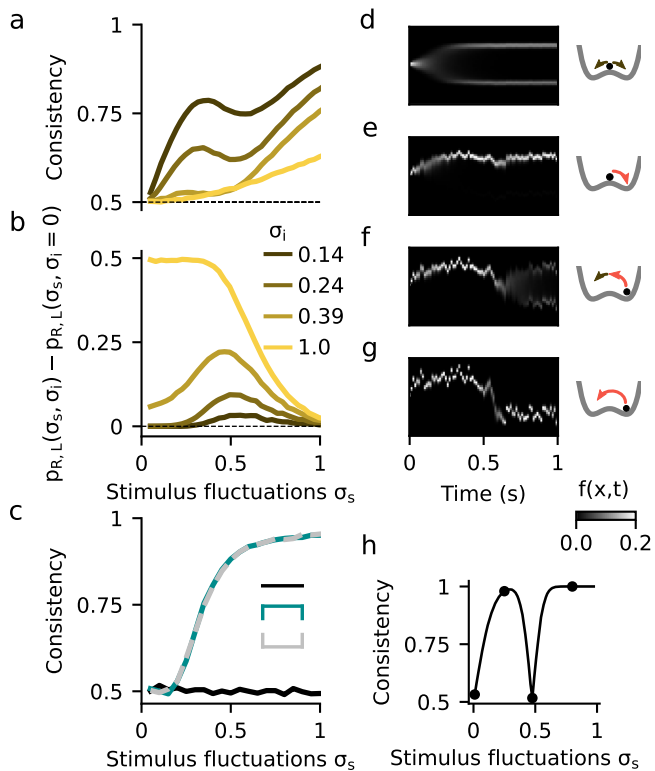 a
1
0.75
0.5
Consistency
b
σi
0.14
0.24
0.39
1.0
0.5
0.25
0
pR,L(σs, σi) − pR,L(σs, σi = 0)
0
0.5
1
Stimulus fluctuations σs
c
1
0.75
0.5
Consistency
0
0.5
1
Stimulus fluctuations σs
d
e
f
g
0
0.5
1
Time (s)
f(x,t)
0.0
0.2
h
1
0.75
0.5
Consistency
0
0.5
1
Stimulus fluctuations σs